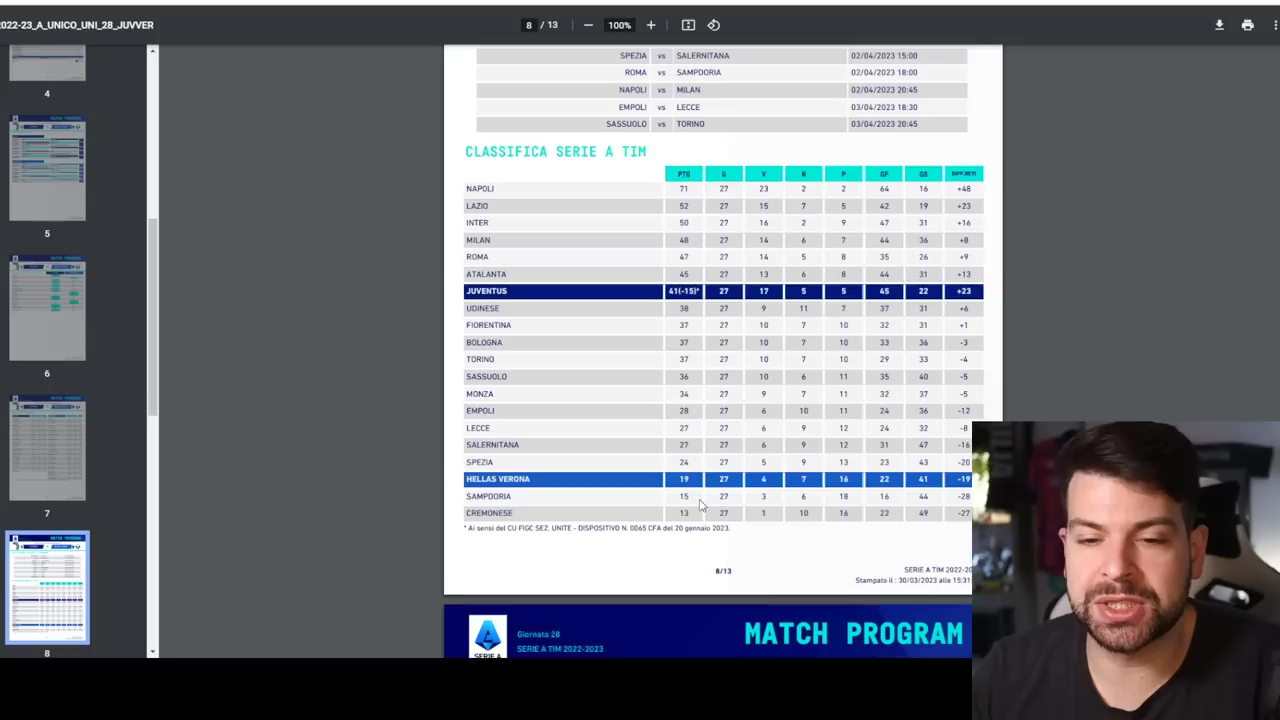 2022-23_A_UNICO_UNI_28_JUVVER
8 / 13
100%
4
5
6
7
8
SPEZIA vs SALERNITANA 02/04/2023 15:00
ROMA vs SAMPDORIA 02/04/2023 18:00
NAPOLI vs MILAN 02/04/2023 20:45
EMPOLI vs LECCE 03/04/2023 18:30
SASSUOLO vs TORINO 03/04/2023 20:45
CLASSIFICA SERIE A TIM
PTG G V N P GF GS DIFF.RETI
NAPOLI 71 27 23 2 2 64 16 +48
LAZIO 52 27 15 7 5 42 19 +23
INTER 50 27 16 2 9 47 31 +16
MILAN 48 27 14 6 7 44 36 +8
ROMA 47 27 14 5 8 35 26 +9
ATALANTA 45 27 13 6 8 44 31 +13
JUVENTUS 41(-15)* 27 17 5 5 45 22 +23
UDINESE 38 27 9 11 7 37 31 +6
FIORENTINA 37 27 10 7 10 32 31 +1
BOLOGNA 37 27 10 7 10 33 36 -3
TORINO 37 27 10 7 10 29 33 -4
SASSUOLO 36 27 10 6 11 35 40 -5
MONZA 34 27 9 7 11 32 37 -5
EMPOLI 28 27 6 10 11 24 36 -12
LECCE 27 27 6 9 12 24 32 -8
SALERNITANA 27 27 6 9 12 31 47 -16
SPEZIA 24 27 5 9 13 23 43 -20
HELLAS VERONA 19 27 4 7 16 22 41 -19
SAMPDORIA 15 27 3 6 18 16 44 -28
CREMONESE 13 27 1 10 16 22 49 -27
* Ai sensi del CU FIGC SEZ. UNITE - DISPOSITIVO N. 0065 CFA del 20 gennaio 2023.
8/13
SERIE A TIM 2022-20
Stampato il : 30/03/2023 alle 15:31
Giornata 28
SERIE A TIM 2022-2023
MATCH PROGRAM
SERIE A